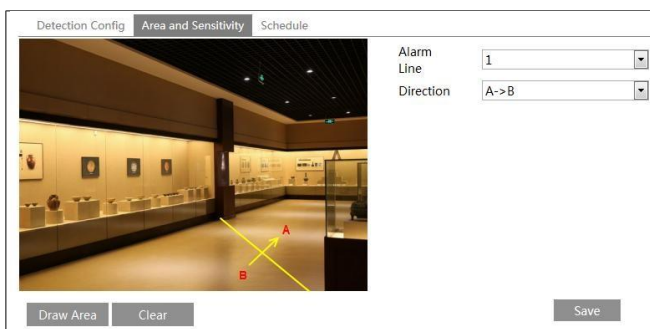 Detection Config Area and Sensitivity Schedule
Alarm
Line
1
Direction
A->B
A
B
Draw Area Clear
Save